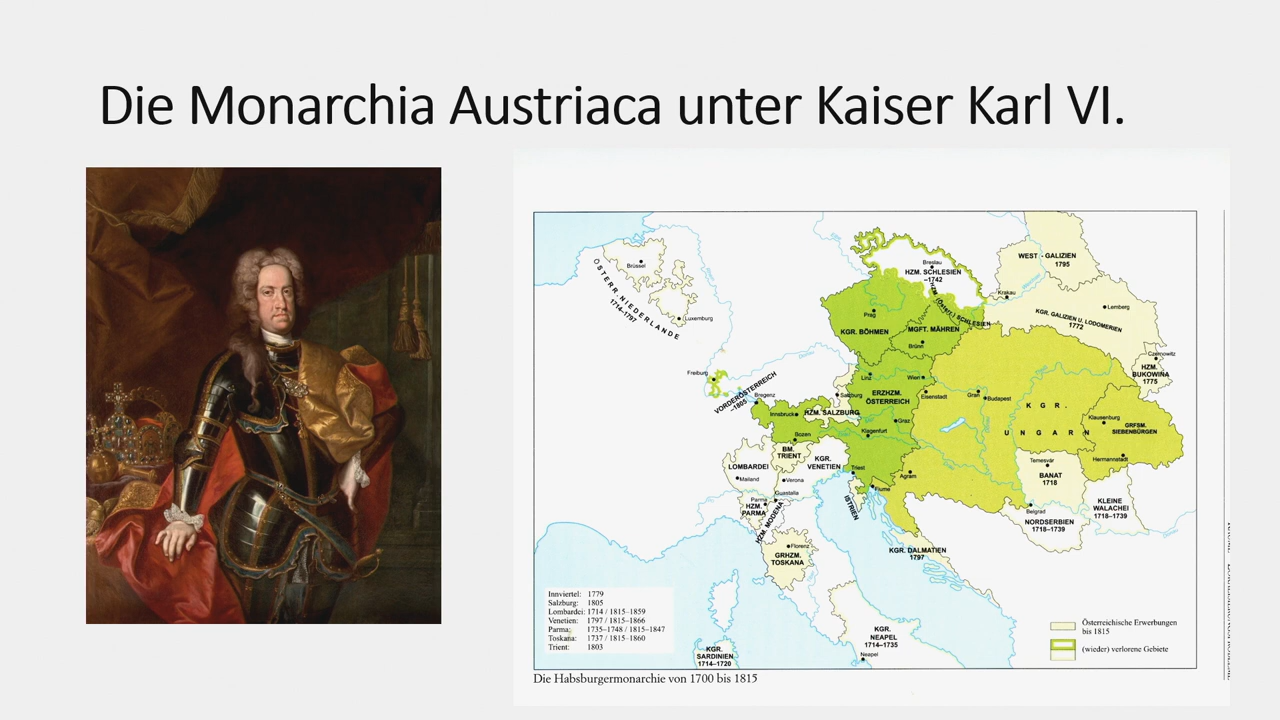 Die Monarchia Austriaca unter Kaiser Karl VI.
ÖSTERR. NIEDERLANDE
1714–1797
Brüssel
Luxemburg
Freiburg
VORDERÖSTERREICH
–1805
Bregenz
Innsbruck
HZM. SALZBURG
Salzburg
Bozen
BM.
TRIENT
LOMBARDEI
Mailand
KGR.
VENETIEN
Verona
Guastalla
Parma
HZM.
PARMA
HZM. MODENA
Florenz
GRHZM.
TOSKANA
KGR.
SARDINIEN
1714–1720
KGR.
NEAPEL
1714–1735
Neapel
Breslau
HZM. SCHLESIEN
–1742
HZM. (ÖSTR.) SCHLESIEN
Prag
KGR. BÖHMEN
MGFT. MÄHREN
Brünn
Linz
Wien
ERZHZM.
ÖSTERREICH
Eisenstadt
Graz
Klagenfurt
Triest
Fiume
ISTRIEN
Agram
KGR. DALMATIEN
1797
WEST - GALIZIEN
1795
Krakau
Lemberg
KGR. GALIZIEN U. LODOMERIEN
1772
Czernowitz
HZM.
BUKOWINA
1775
Gran
Budapest
KGR.
UNGARN
Klausenburg
GRFSM.
SIEBENBÜRGEN
Hermannstadt
Temesvár
BANAT
1718
Belgrad
NORDSERBIEN
1718–1739
KLEINE
WALACHEI
1718–1739
Donau
Innviertel: 1779
Salzburg: 1805
Lombardei: 1714 / 1815–1859
Venetien: 1797 / 1815–1866
Parma: 1735–1748 / 1815–1847
Toskana: 1737 / 1815–1860
Trient: 1803
Österreichische Erwerbungen
bis 1815
(wieder) verlorene Gebiete
Die Habsburgermonarchie von 1700 bis 1815